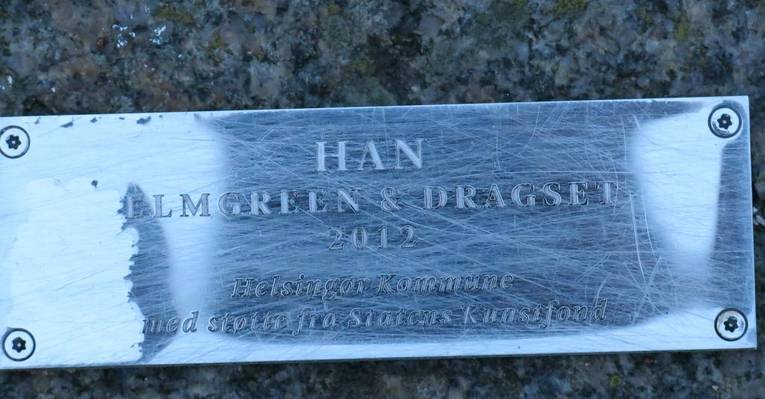 HAN
ELMGREEN & DRAGSET
2012
Helsingør Kommune
med støtte fra Statens Kunstfond